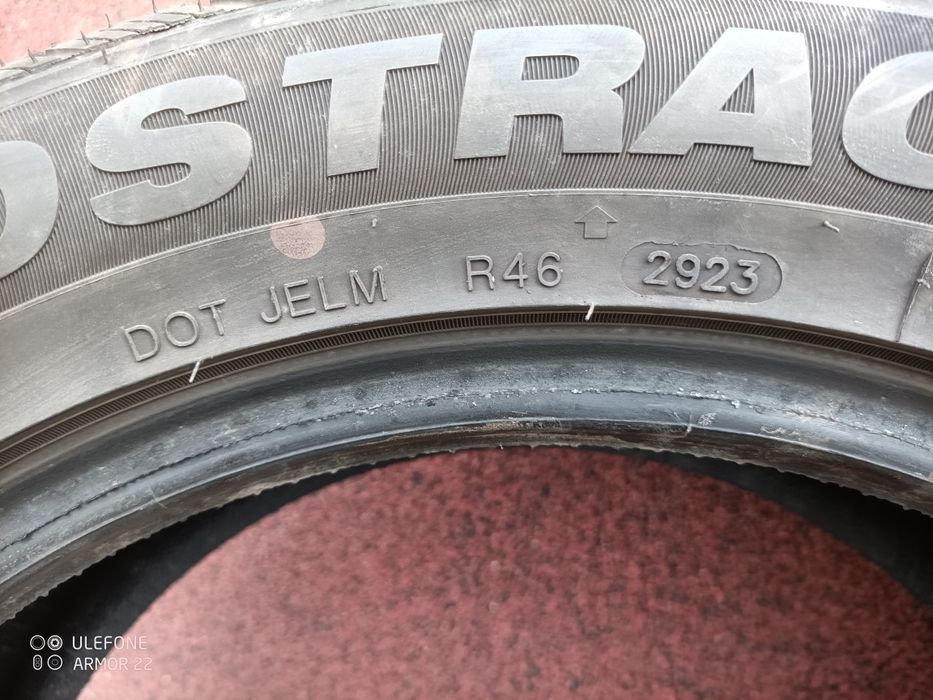 OSTRAC
DOT JELM R46 2923
ULEFONE
ARMOR 22